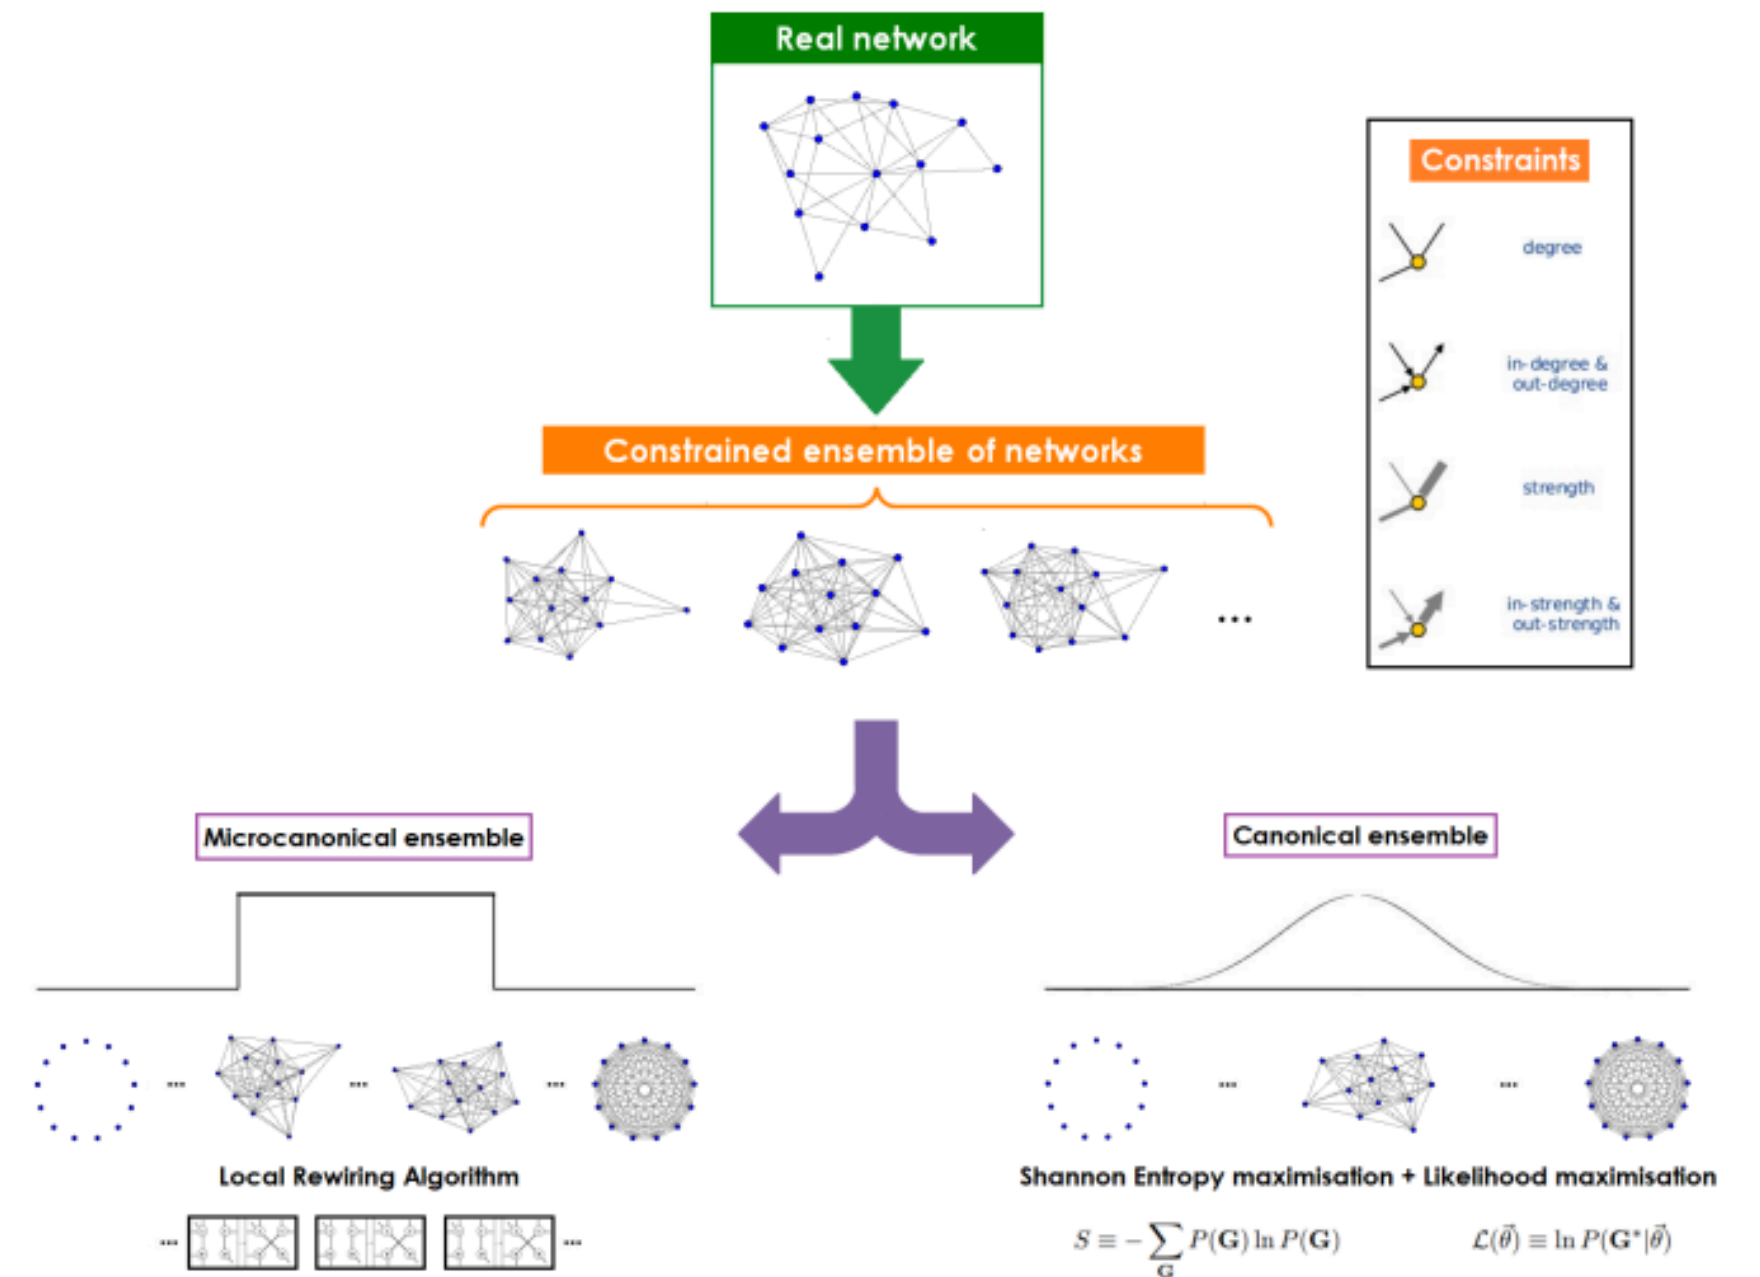 Real network
Constraints
degree
in-degree &
out-degree
Constrained ensemble of networks
strength
in-strength &
out-strength
...
Microcanonical ensemble
Canonical ensemble
... ... ...
... ...
Local Rewiring Algorithm
Shannon Entropy maximisation + Likelihood maximisation
... ...
S ≡ − ∑_G P(G) ln P(G)
ℒ(θ⃗) ≡ ln P(G*|θ⃗)